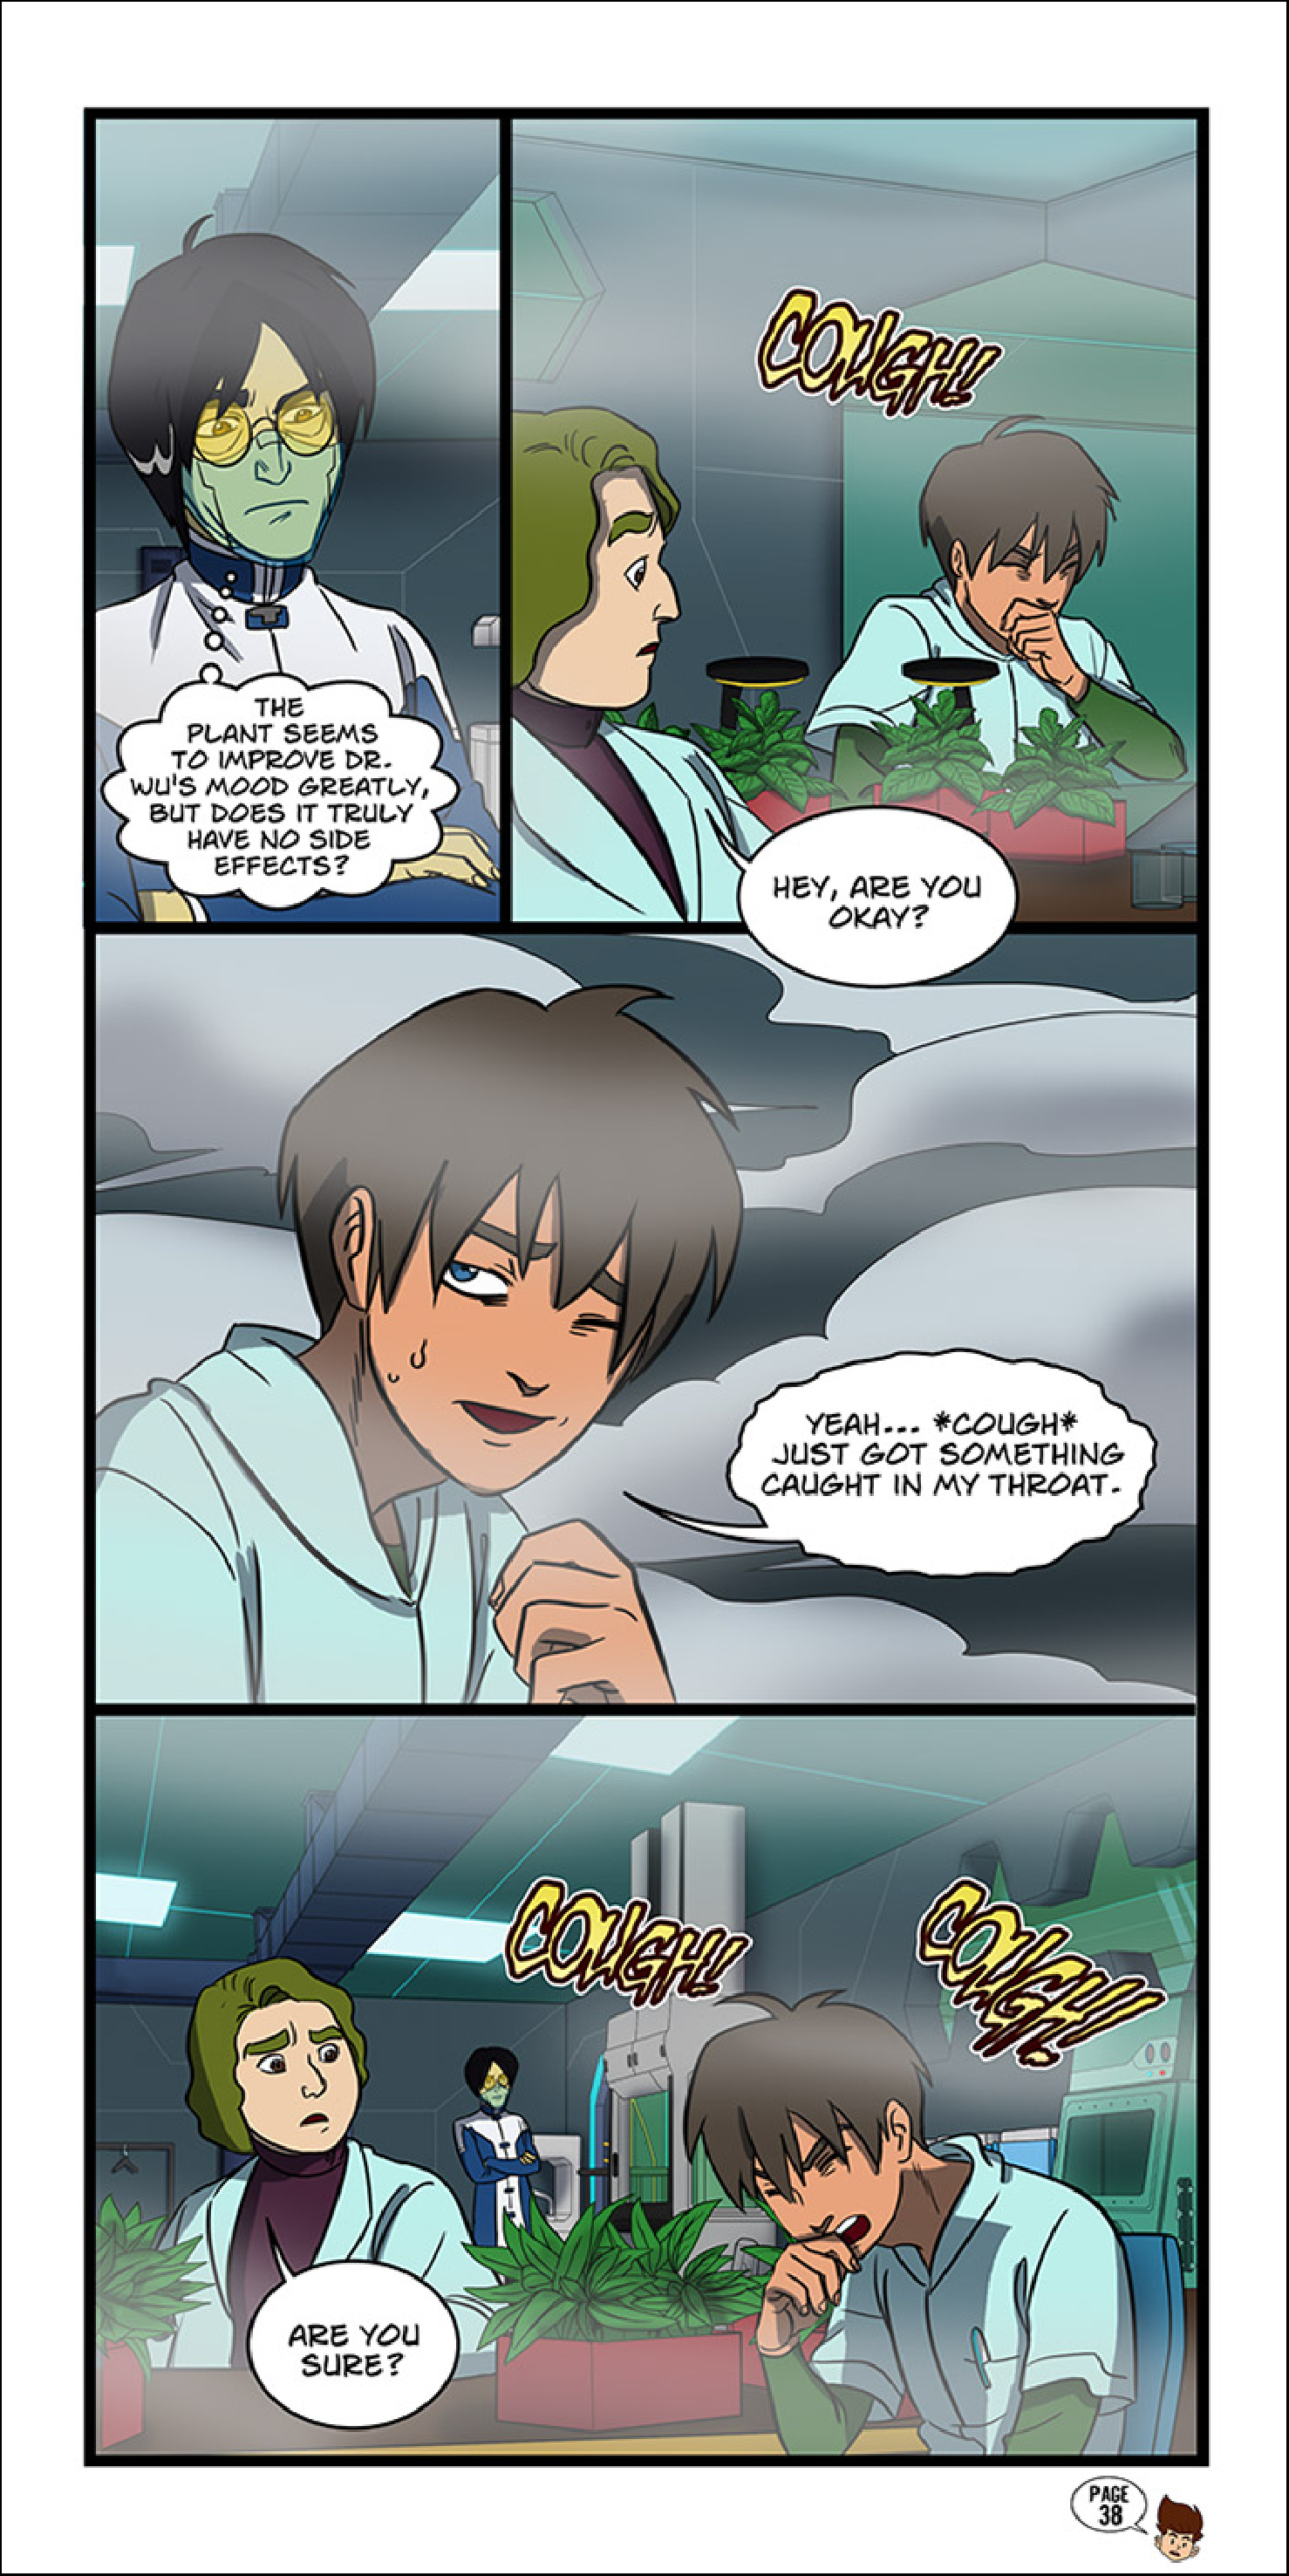 THE
PLANT SEEMS
TO IMPROVE DR.
WU'S MOOD GREATLY,
BUT DOES IT TRULY
HAVE NO SIDE
EFFECTS?
COUGH!!
HEY, ARE YOU
OKAY?
YEAH... *COUGH*
JUST GOT SOMETHING
CAUGHT IN MY THROAT.
COUGH!!
COUGH!!
ARE YOU
SURE?
PAGE
38